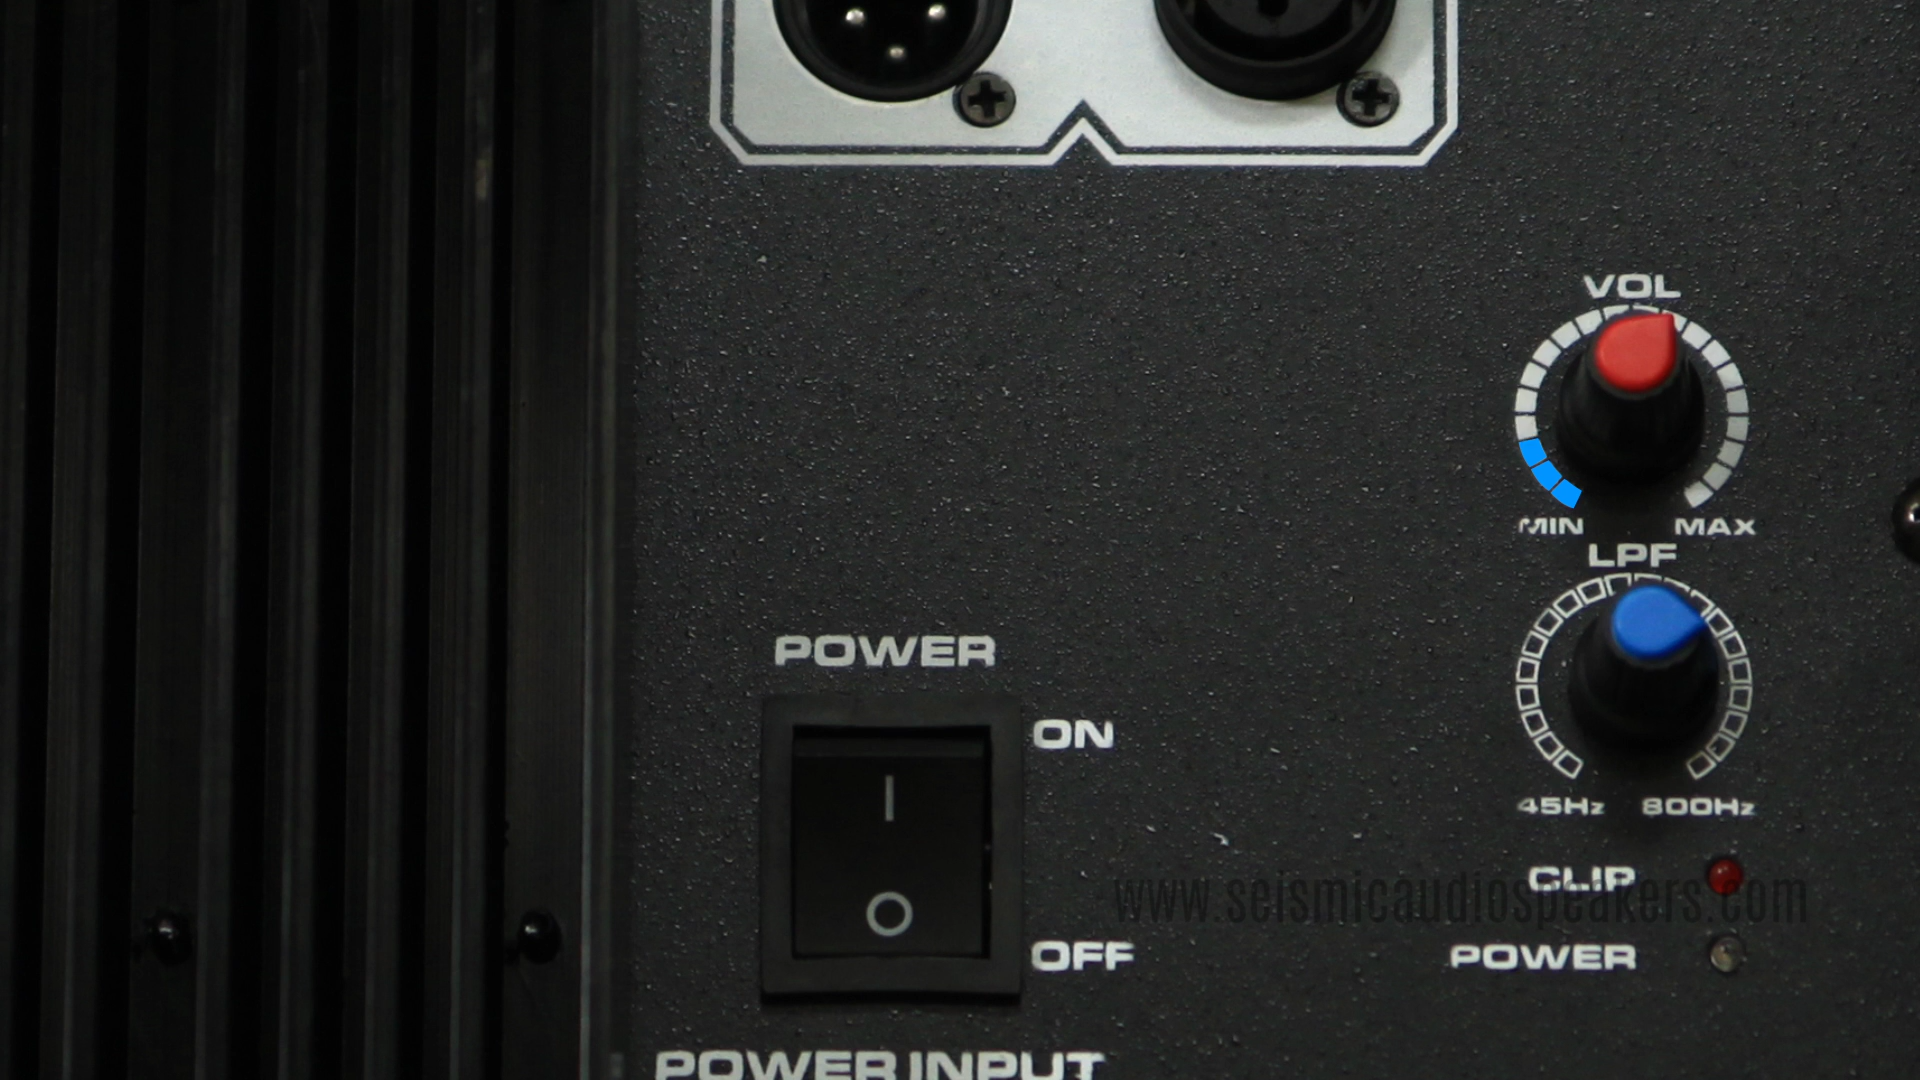 VOL
MIN MAX
LPF
POWER
ON
45Hz 800Hz
CLIP
www.seismicaudiospeakers.com
OFF
POWER
POWER INPUT